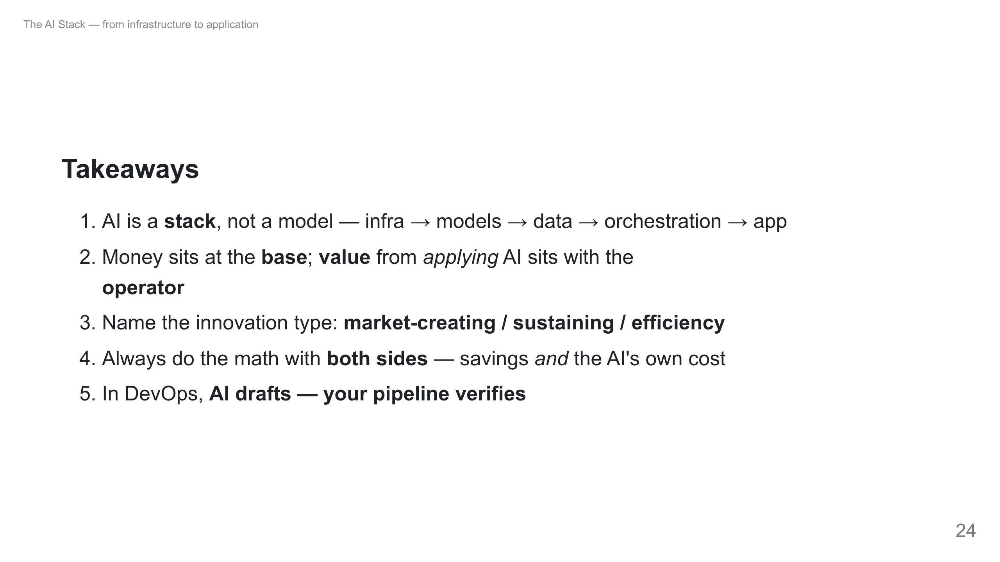 The AI Stack — from infrastructure to application
Takeaways
1. AI is a stack, not a model — infra → models → data → orchestration → app
2. Money sits at the base; value from applying AI sits with the
operator
3. Name the innovation type: market-creating / sustaining / efficiency
4. Always do the math with both sides — savings and the AI's own cost
5. In DevOps, AI drafts — your pipeline verifies
24